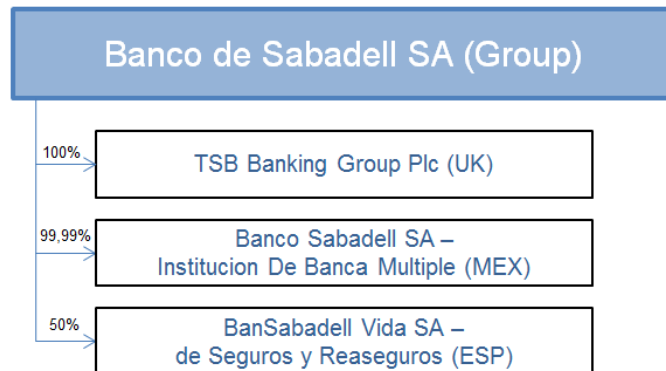 Banco de Sabadell SA (Group)
100%
TSB Banking Group Plc (UK)
99,99%
Banco Sabadell SA –
Institucion De Banca Multiple (MEX)
50%
BanSabadell Vida SA –
de Seguros y Reaseguros (ESP)